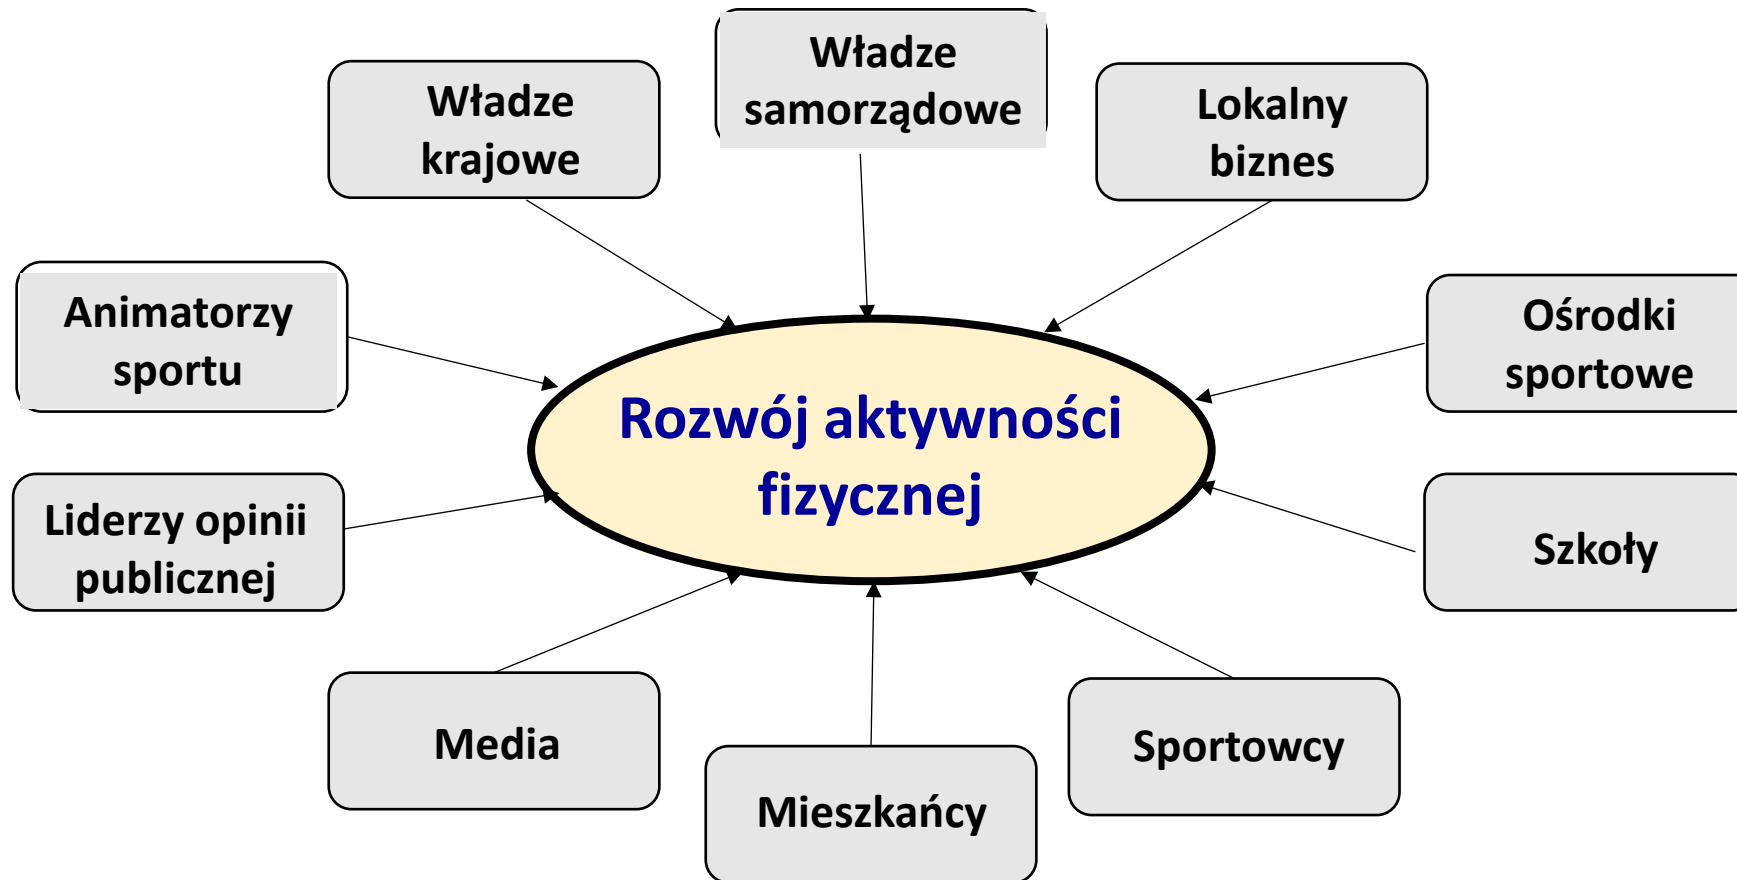 Władze
samorządowe
Władze
krajowe
Lokalny
biznes
Animatorzy
sportu
Ośrodki
sportowe
Rozwój aktywności
fizycznej
Liderzy opinii
publicznej
Szkoły
Media
Sportowcy
Mieszkańcy